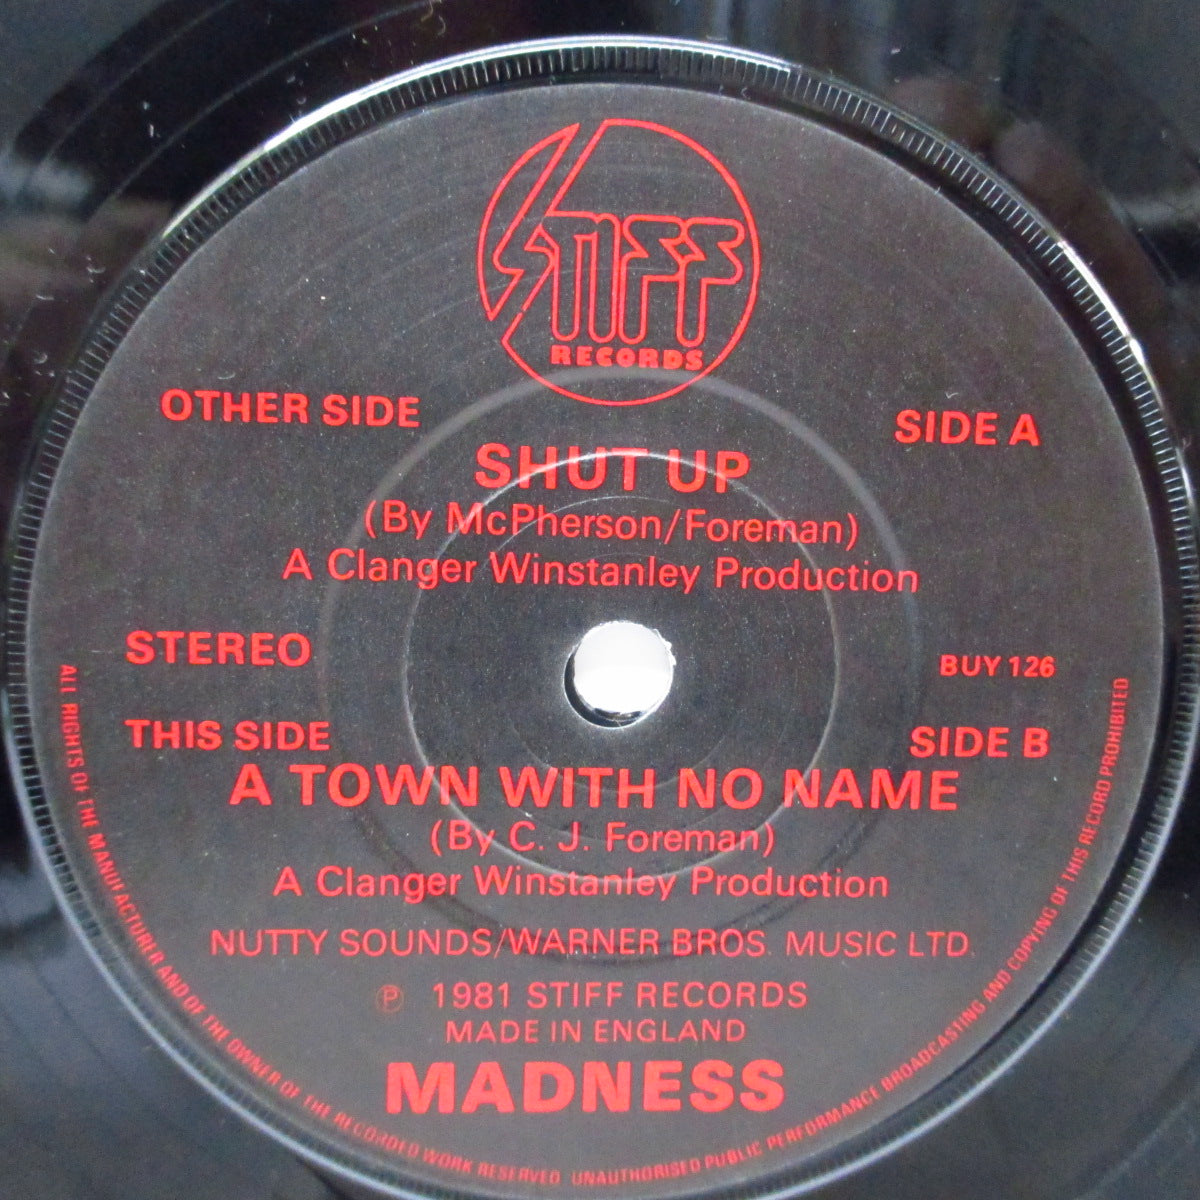 STIFF
RECORDS
OTHER SIDE
SIDE A
SHUT UP
(By McPherson/Foreman)
A Clanger Winstanley Production
STEREO
BUY 126
THIS SIDE
SIDE B
A TOWN WITH NO NAME
(By C. J. Foreman)
A Clanger Winstanley Production
NUTTY SOUNDS/WARNER BROS. MUSIC LTD.
℗ 1981 STIFF RECORDS
MADE IN ENGLAND
MADNESS
ALL RIGHTS OF THE MANUFACTURER AND OF THE OWNER OF THE RECORDED WORK RESERVED UNAUTHORISED PUBLIC PERFORMANCE BROADCASTING AND COPYING OF THIS RECORD PROHIBITED